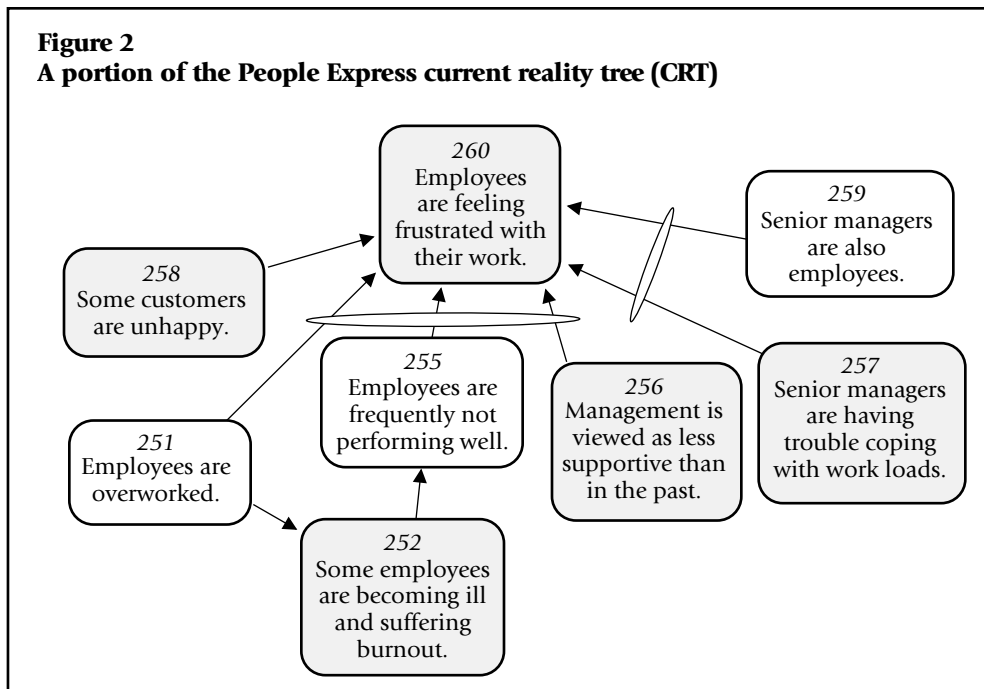 Figure 2
A portion of the People Express current reality tree (CRT)
260
Employees
are feeling
frustrated with
their work.
259
Senior managers
are also
employees.
258
Some customers
are unhappy.
255
Employees are
frequently not
performing well.
256
Management is
viewed as less
supportive than
in the past.
257
Senior managers
are having
trouble coping
with work loads.
251
Employees are
overworked.
252
Some employees
are becoming ill
and suffering
burnout.